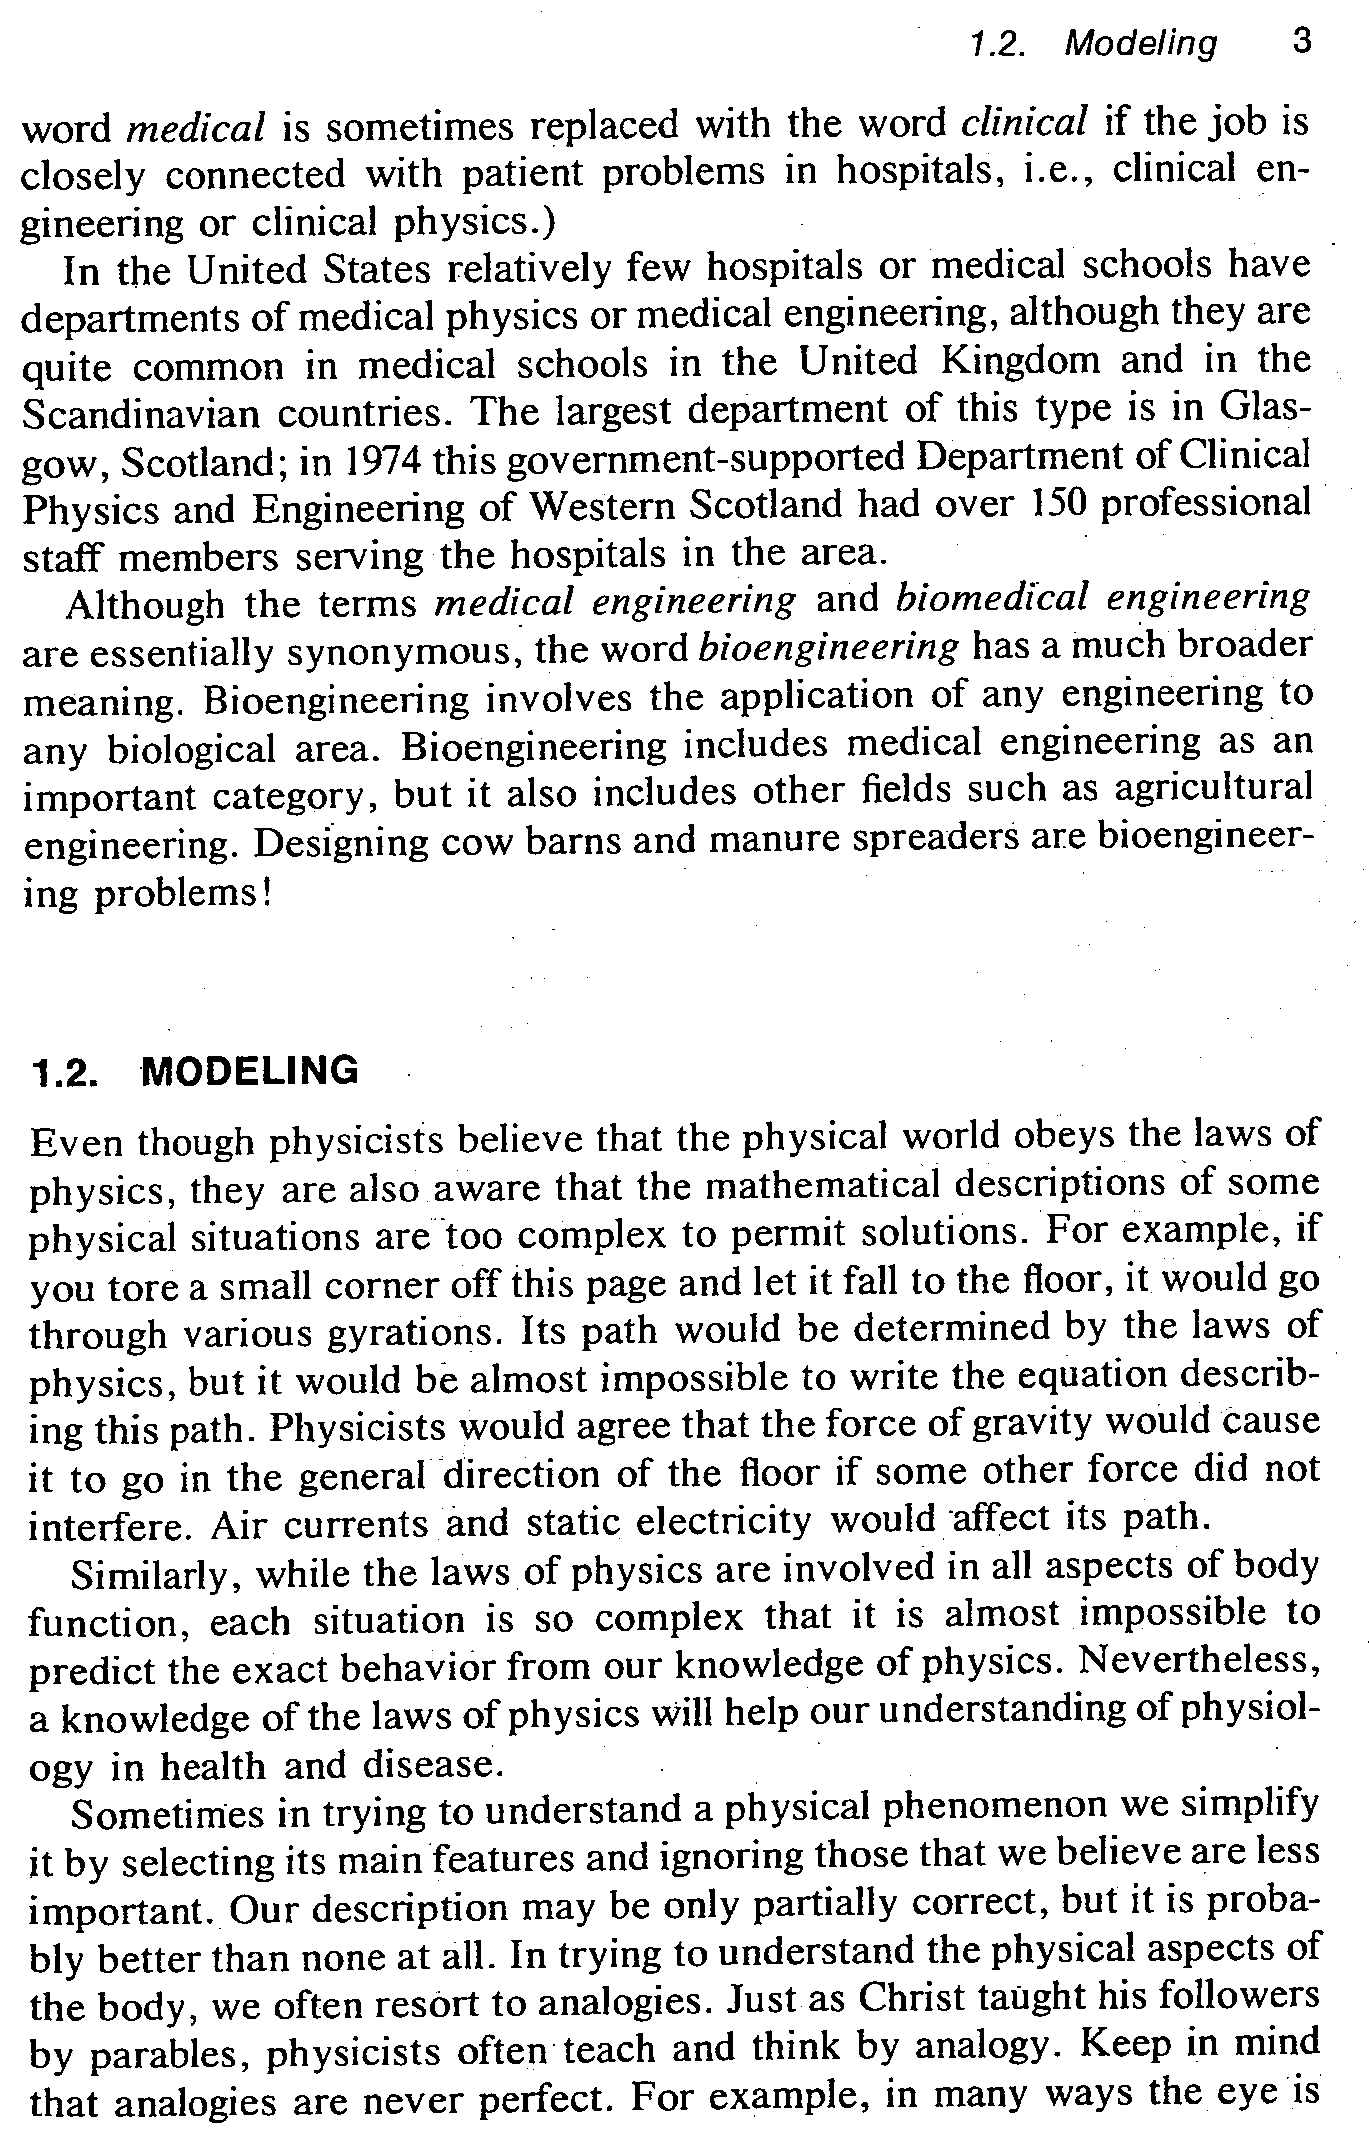 1.2. Modeling 3
word medical is sometimes replaced with the word clinical if the job is
closely connected with patient problems in hospitals, i.e., clinical en-
gineering or clinical physics.)
In the United States relatively few hospitals or medical schools have
departments of medical physics or medical engineering, although they are
quite common in medical schools in the United Kingdom and in the
Scandinavian countries. The largest department of this type is in Glas-
gow, Scotland; in 1974 this government-supported Department of Clinical
Physics and Engineering of Western Scotland had over 150 professional
staff members serving the hospitals in the area.
Although the terms medical engineering and biomedical engineering
are essentially synonymous, the word bioengineering has a much broader
meaning. Bioengineering involves the application of any engineering to
any biological area. Bioengineering includes medical engineering as an
important category, but it also includes other fields such as agricultural
engineering. Designing cow barns and manure spreaders are bioengineer-
ing problems!
1.2. MODELING
Even though physicists believe that the physical world obeys the laws of
physics, they are also aware that the mathematical descriptions of some
physical situations are too complex to permit solutions. For example, if
you tore a small corner off this page and let it fall to the floor, it would go
through various gyrations. Its path would be determined by the laws of
physics, but it would be almost impossible to write the equation describ-
ing this path. Physicists would agree that the force of gravity would cause
it to go in the general direction of the floor if some other force did not
interfere. Air currents and static electricity would affect its path.
Similarly, while the laws of physics are involved in all aspects of body
function, each situation is so complex that it is almost impossible to
predict the exact behavior from our knowledge of physics. Nevertheless,
a knowledge of the laws of physics will help our understanding of physiol-
ogy in health and disease.
Sometimes in trying to understand a physical phenomenon we simplify
it by selecting its main features and ignoring those that we believe are less
important. Our description may be only partially correct, but it is proba-
bly better than none at all. In trying to understand the physical aspects of
the body, we often resort to analogies. Just as Christ taught his followers
by parables, physicists often teach and think by analogy. Keep in mind
that analogies are never perfect. For example, in many ways the eye is